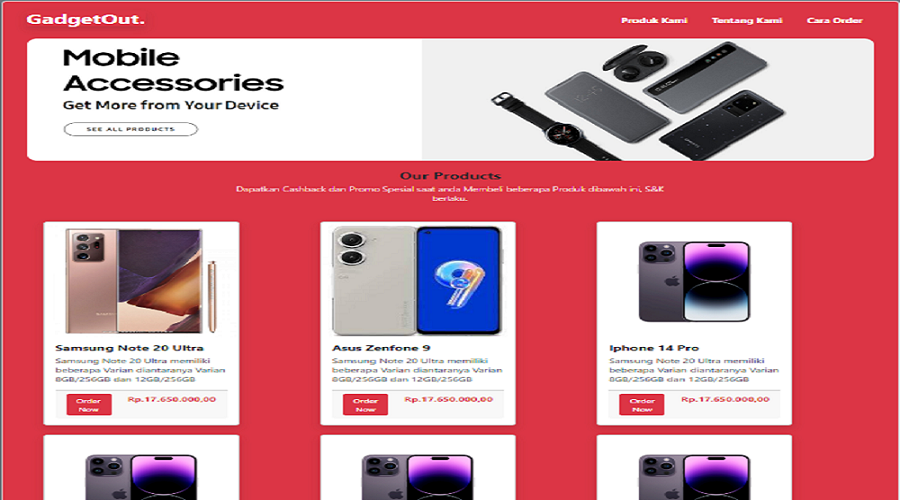 GadgetOut.
Produk Kami Tentang Kami Cara Order
Mobile
Accessories
Get More from Your Device
SEE ALL PRODUCTS
Our Products
Dapatkan Cashback dan Promo Spesial saat anda Membeli beberapa Produk dibawah ini, S&K
berlaku.
Samsung Note 20 Ultra
Samsung Note 20 Ultra memiliki
beberapa Varian diantaranya Varian
8GB/256GB dan 12GB/256GB
Order
Now
Rp.17.650.000,00
Asus Zenfone 9
Samsung Note 20 Ultra memiliki
beberapa Varian diantaranya Varian
8GB/256GB dan 12GB/256GB
Order
Now
Rp.17.650.000,00
Iphone 14 Pro
Samsung Note 20 Ultra memiliki
beberapa Varian diantaranya Varian
8GB/256GB dan 12GB/256GB
Order
Now
Rp.17.650.000,00